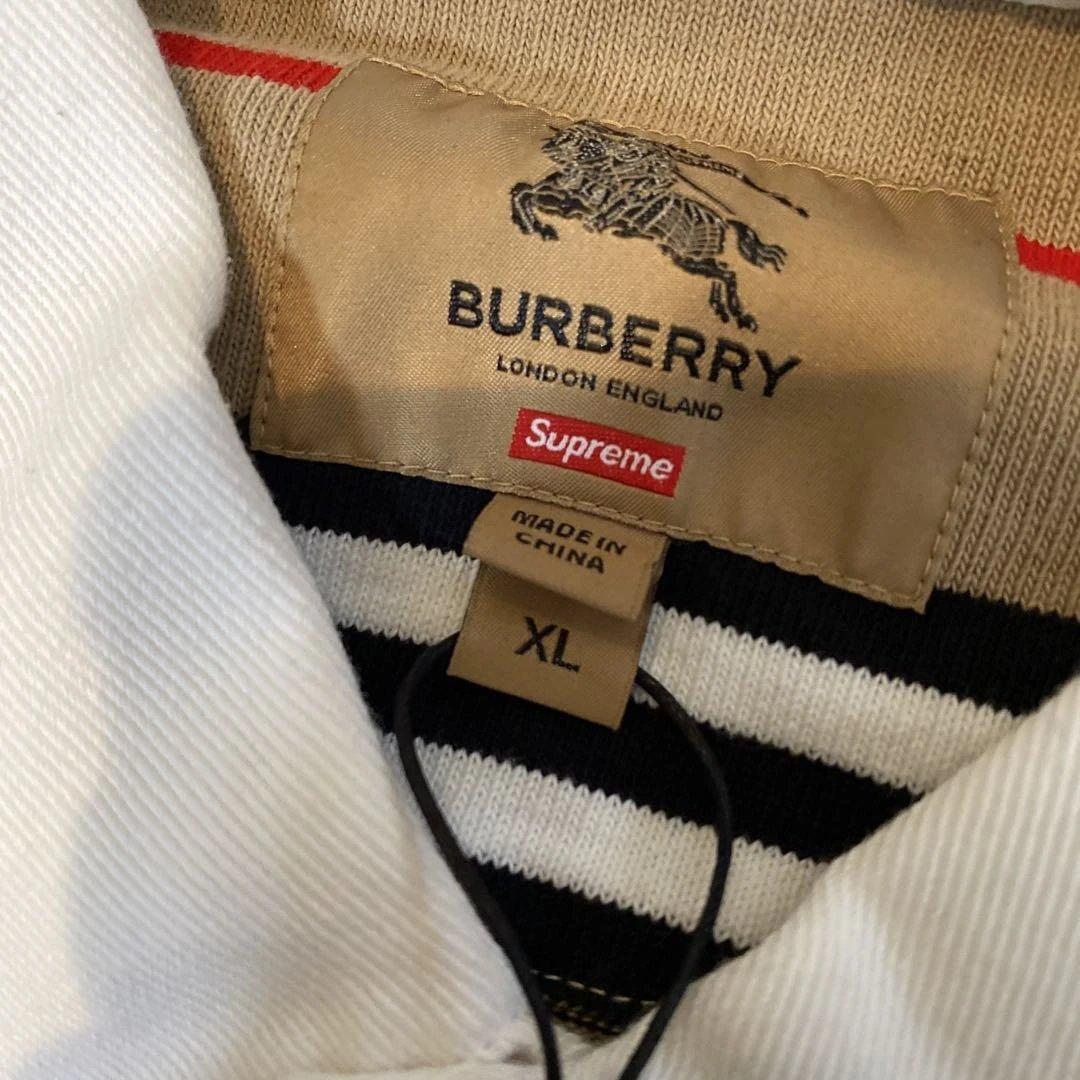 BURBERRY
LONDON ENGLAND
Supreme
MADE IN
CHINA
XL